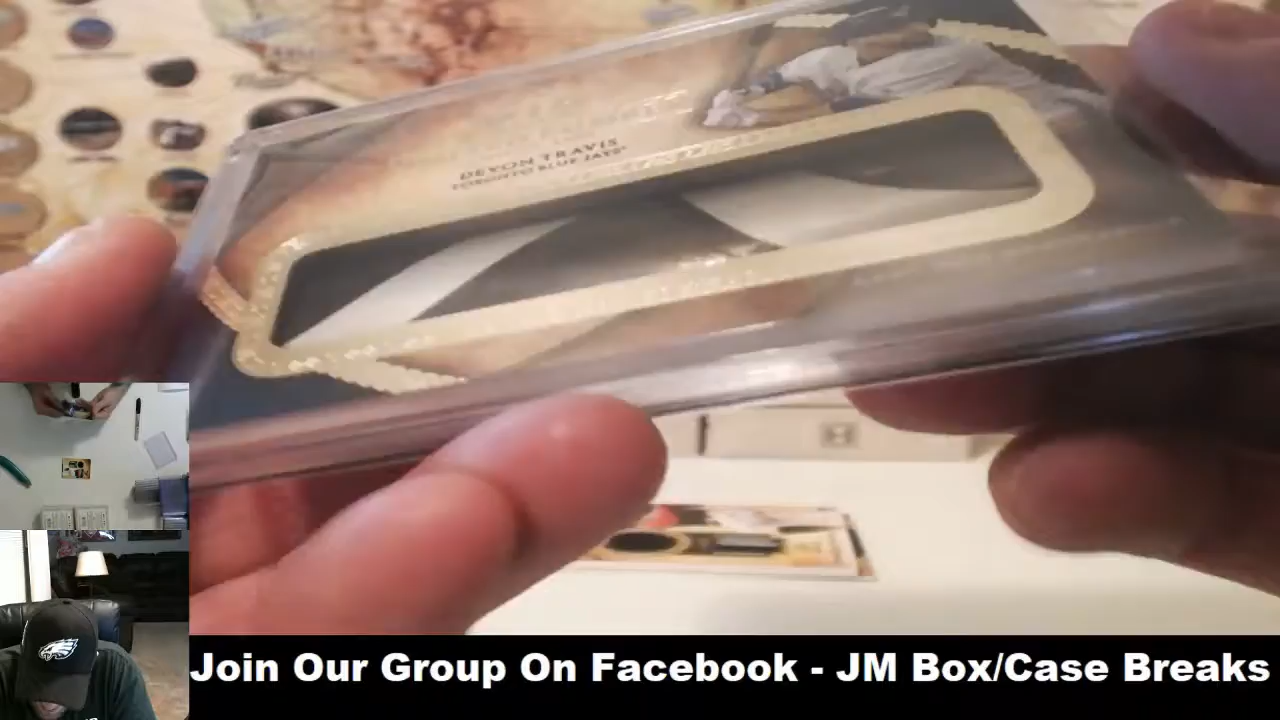 DEVON TRAVIS
TORONTO BLUE JAYS
Join Our Group On Facebook - JM Box/Case Breaks